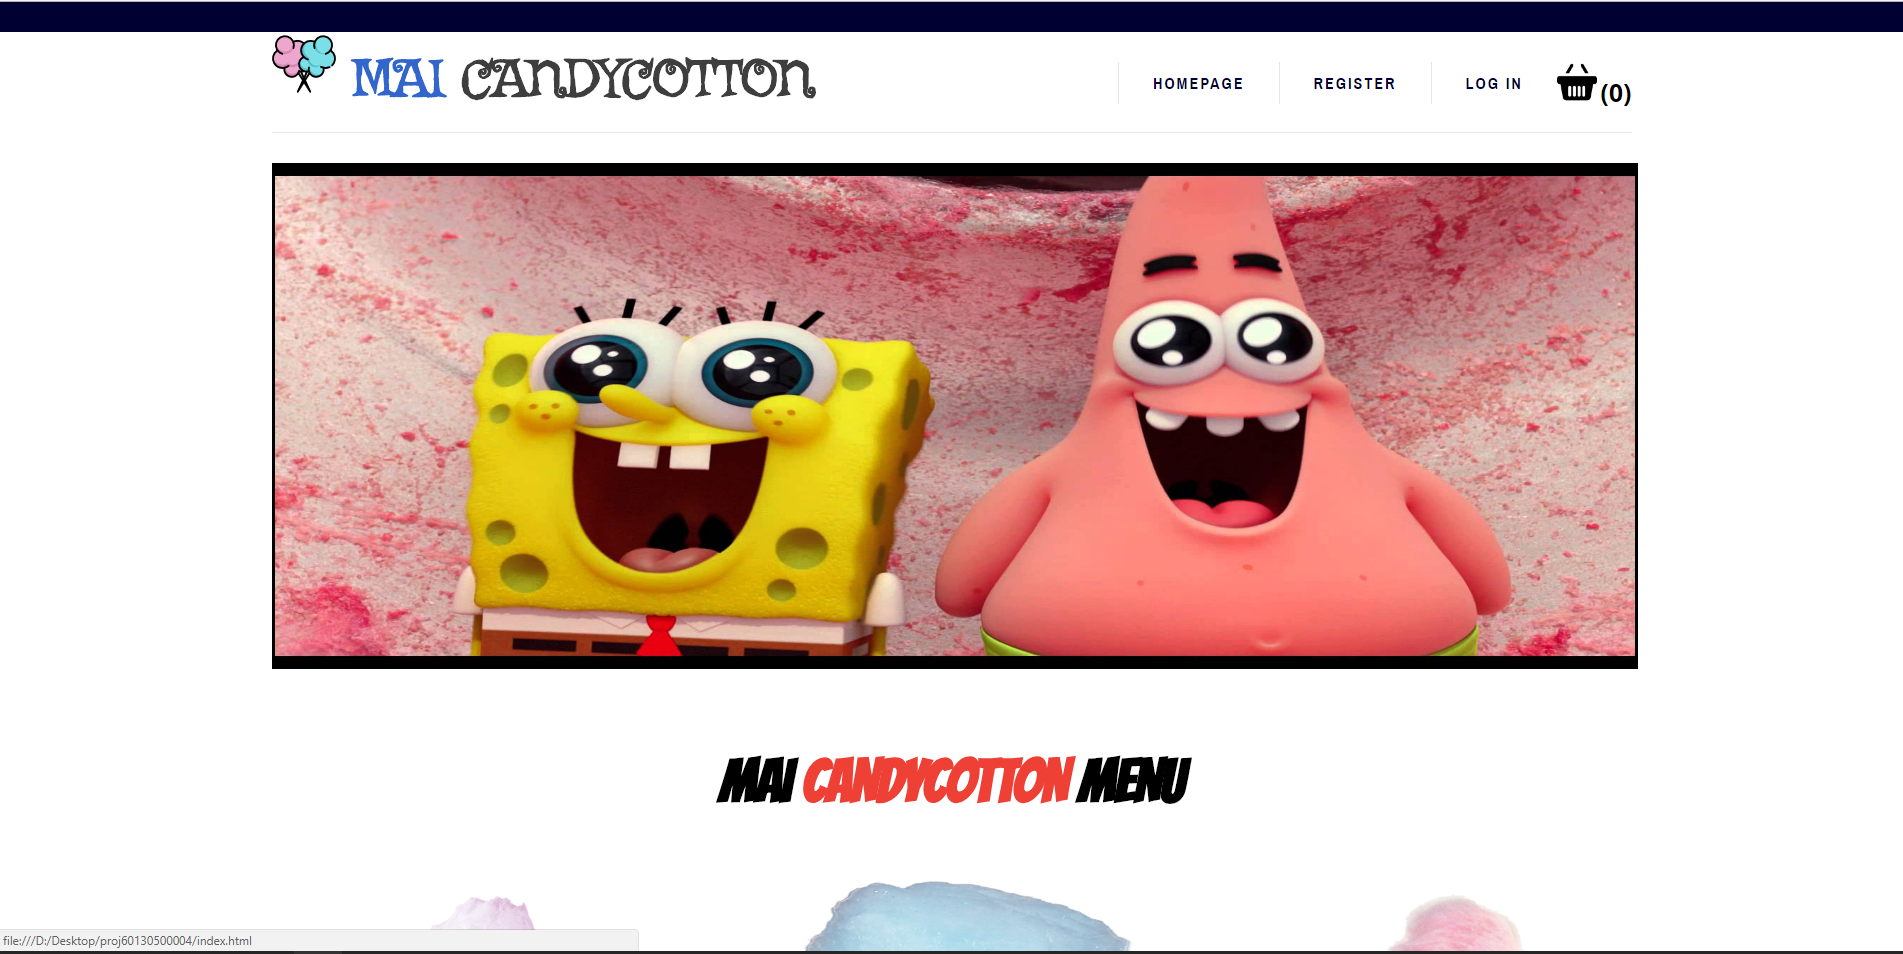 MAI CANDYCOTTON
HOMEPAGE
REGISTER
LOG IN
(0)
MAI CANDYCOTTON MENU
file:///D:/Desktop/proj60130500004/index.html